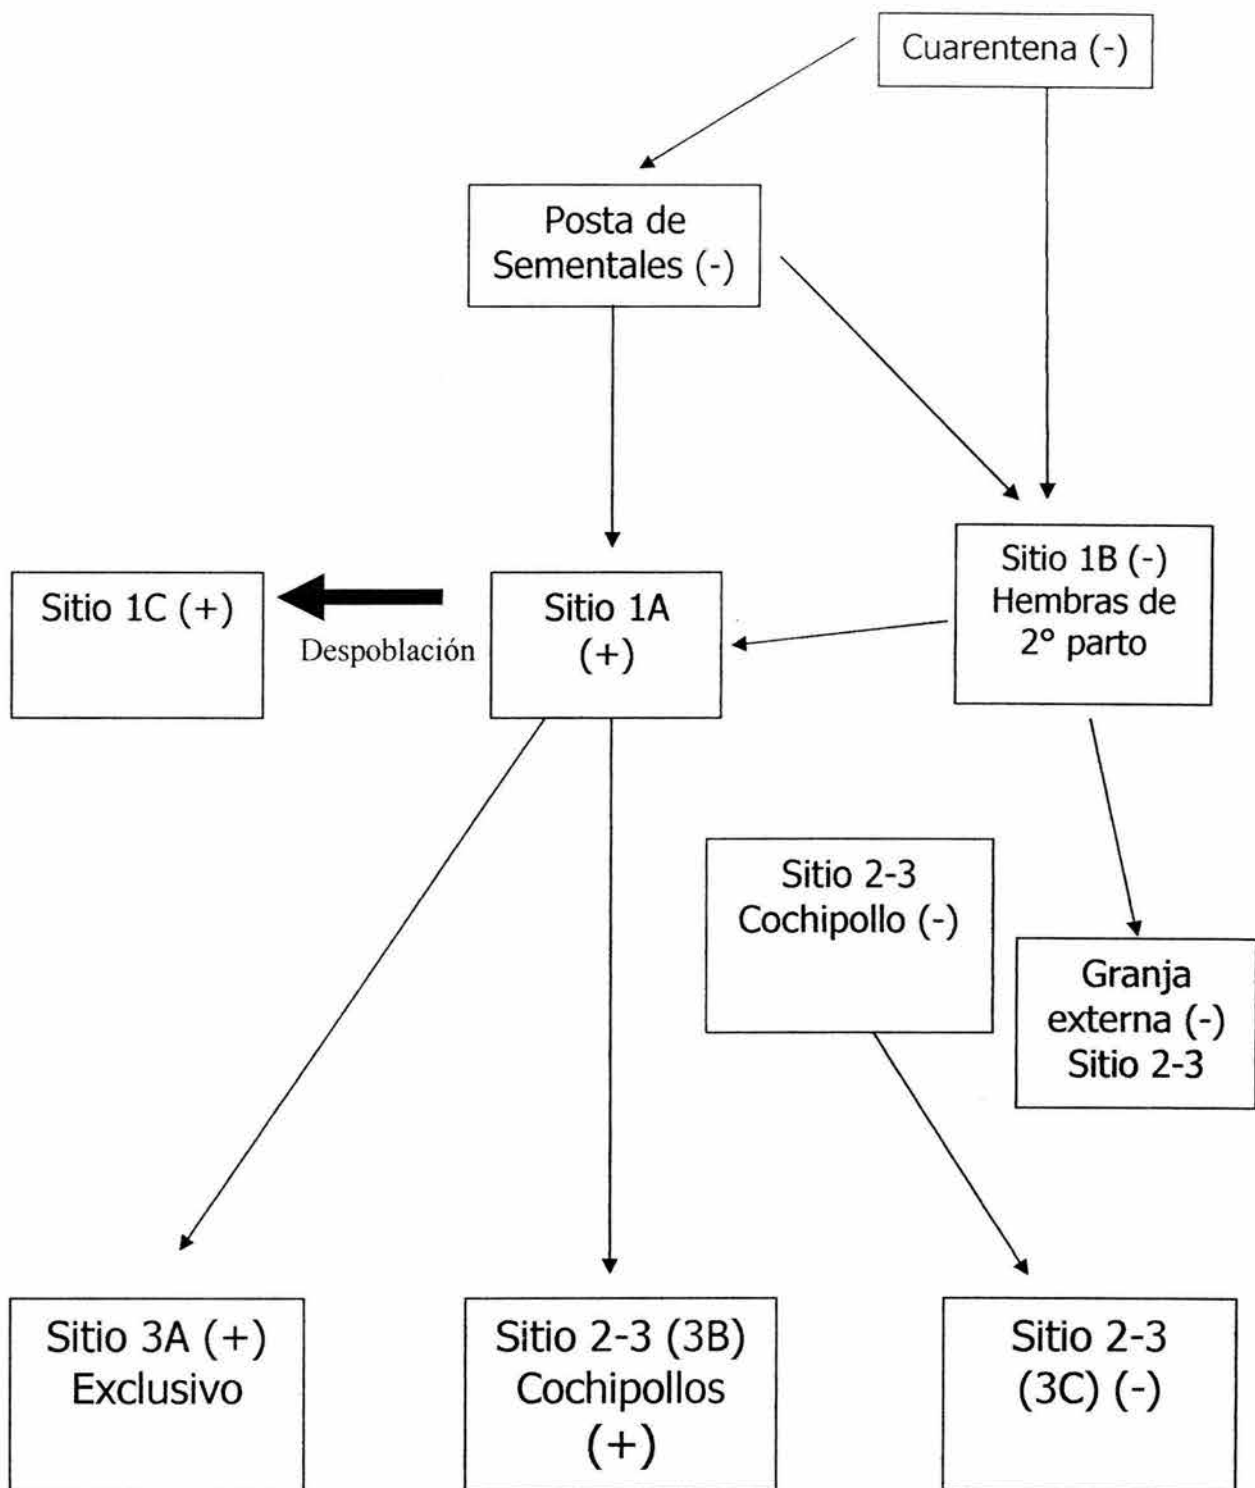 Cuarentena (-)
Posta de
Sementales (-)
Sitio 1C (+)
Despoblación
Sitio 1A
(+)
Sitio 1B (-)
Hembras de
2° parto
Sitio 2-3
Cochipollo (-)
Granja
externa (-)
Sitio 2-3
Sitio 3A (+)
Exclusivo
Sitio 2-3 (3B)
Cochipollos
(+)
Sitio 2-3
(3C) (-)